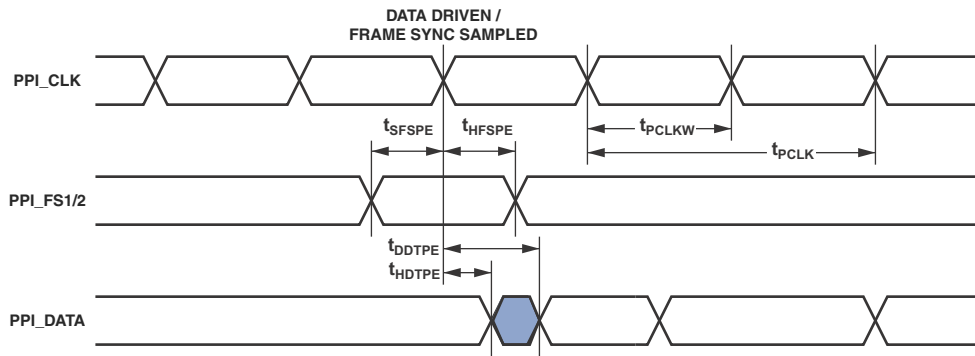 DATA DRIVEN /
FRAME SYNC SAMPLED
PPI_CLK
tSFSPE
tHFSPE
tPCLKW
tPCLK
PPI_FS1/2
tDDTPE
tHDTPE
PPI_DATA